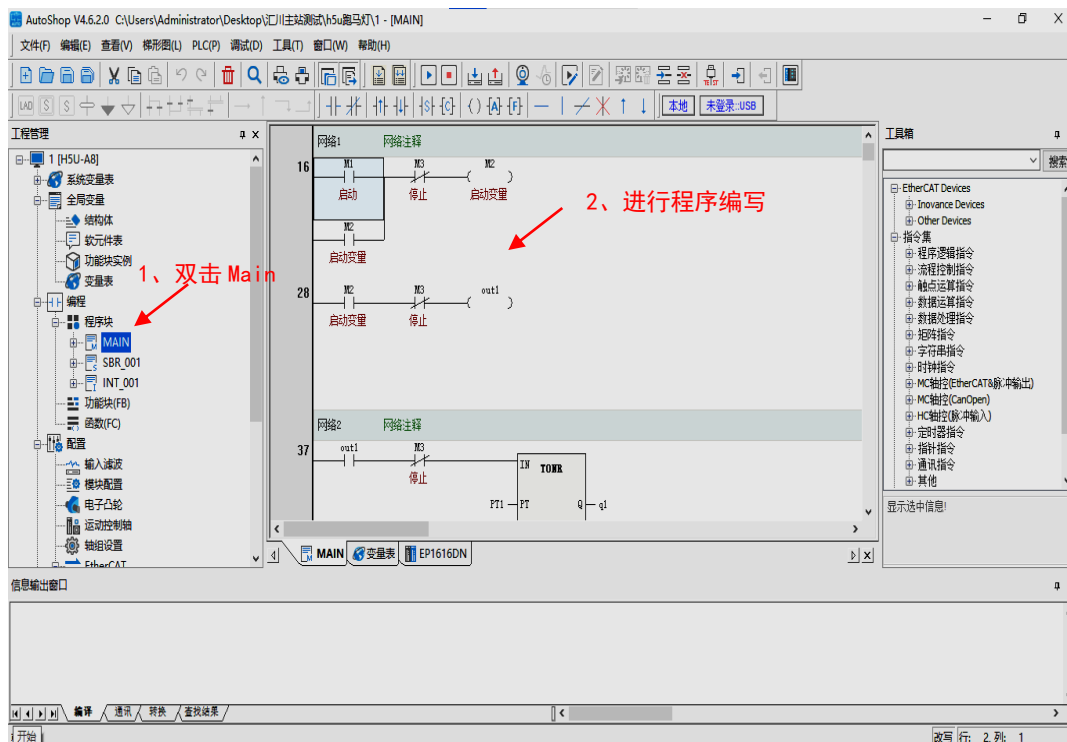 AutoShop V4.6.2.0 C:\Users\Administrator\Desktop\汇川主站测试\h5u跑马灯\1 - [MAIN]
文件(F) 编辑(E) 查看(V) 梯形图(L) PLC(P) 调试(D) 工具(T) 窗口(W) 帮助(H)
本地 未登录::USB
工程管理
1 [H5U-A8]
系统变量表
全局变量
结构体
软元件表
功能块实例
变量表
编程
程序块
MAIN
SBR_001
INT_001
功能块(FB)
函数(FC)
配置
输入滤波
模块配置
电子凸轮
运动控制轴
轴组设置
EtherCAT
1、双击 Main
网络1 网络注释
16 M1 M3 M2
启动 停止 启动变量
M2
启动变量
2、进行程序编写
28 M2 M3 out1
启动变量 停止
网络2 网络注释
37 out1 M3
停止
IN TONR
PT1 PT Q q1
MAIN 变量表 EP1616DN
工具箱
搜索
EtherCAT Devices
Inovance Devices
Other Devices
指令集
程序逻辑指令
流程控制指令
触点运算指令
数据运算指令
数据处理指令
矩阵指令
字符串指令
时钟指令
MC轴控(EtherCAT&脉冲输出)
MC轴控(CanOpen)
HC轴控(脉冲输入)
定时器指令
指针指令
通讯指令
其他
显示选中信息!
信息输出窗口
编译 通讯 转换 查找结果
开始 改写 行: 2, 列: 1